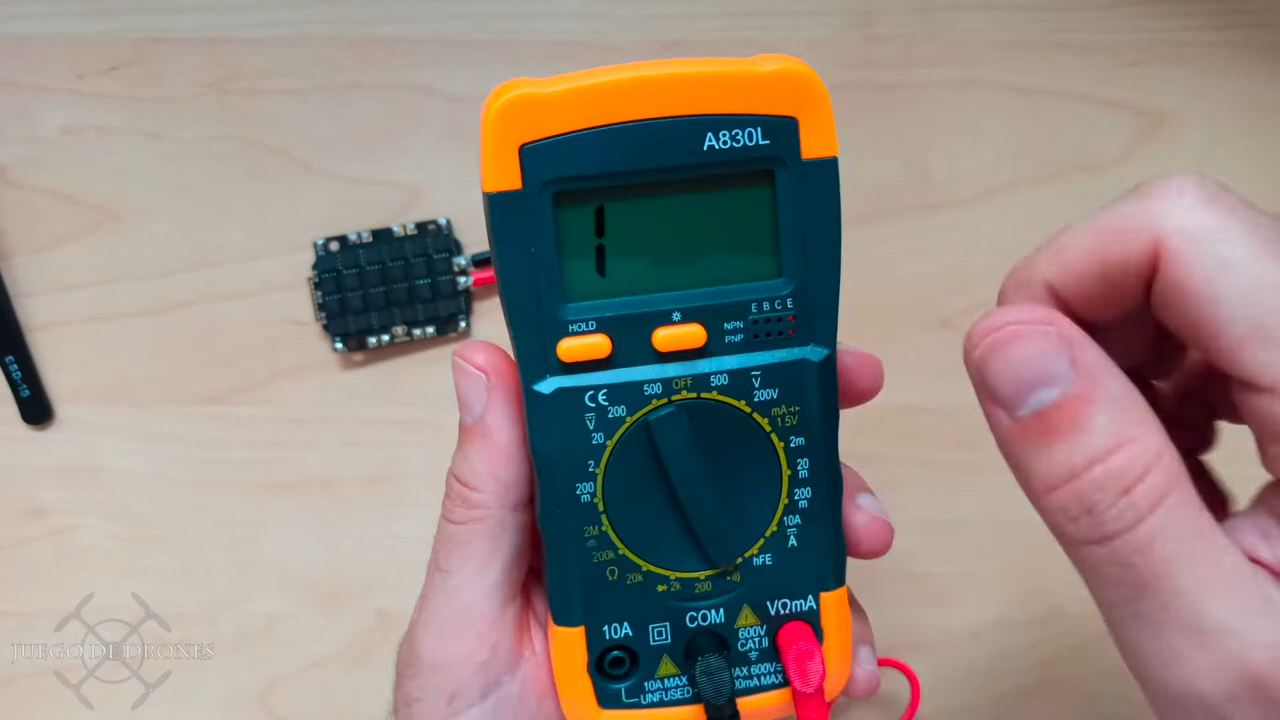 A830L
1
HOLD
E B C E
NPN
PNP
CE
OFF
500
500
200
200V
V
V
mA
1.5V
20
2m
2
20
m
200
m
200
m
10A
A
2M
200k
Ω
20k
2k
200
hFE
10A
COM
VΩmA
600V
CAT.II
10A MAX
UNFUSED
MAX 600V
00mA MAX
ESD-15
JUEGO DE DRONES